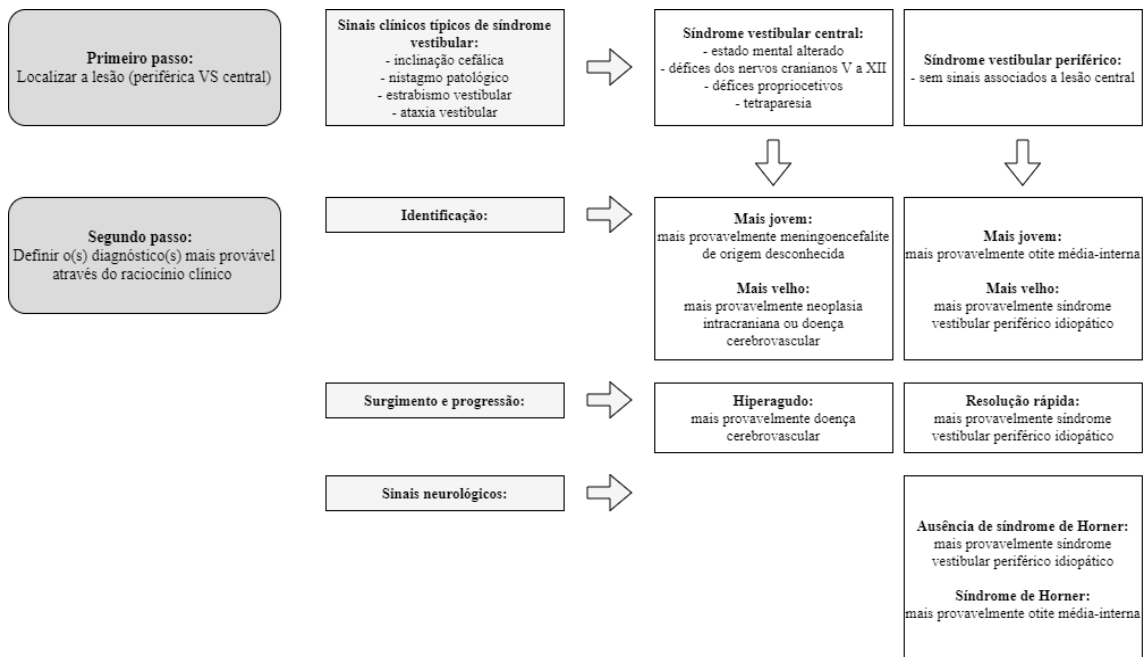 Primeiro passo:
Localizar a lesão (periférica VS central)
Sinais clínicos típicos de síndrome
vestibular:
- inclinação cefálica
- nistagmo patológico
- estrabismo vestibular
- ataxia vestibular
Síndrome vestibular central:
- estado mental alterado
- défices dos nervos cranianos V a XII
- défices propriocetivos
- tetraparesia
Síndrome vestibular periférico:
- sem sinais associados a lesão central
Segundo passo:
Definir o(s) diagnóstico(s) mais provável
através do raciocínio clínico
Identificação:
Mais jovem:
mais provavelmente meningoencefalite
de origem desconhecida
Mais velho:
mais provavelmente neoplasia
intracraniana ou doença
cerebrovascular
Mais jovem:
mais provavelmente otite média-interna
Mais velho:
mais provavelmente síndrome
vestibular periférico idiopático
Surgimento e progressão:
Hiperagudo:
mais provavelmente doença
cerebrovascular
Resolução rápida:
mais provavelmente síndrome
vestibular periférico idiopático
Sinais neurológicos:
Ausência de síndrome de Horner:
mais provavelmente síndrome
vestibular periférico idiopático
Síndrome de Horner:
mais provavelmente otite média-interna